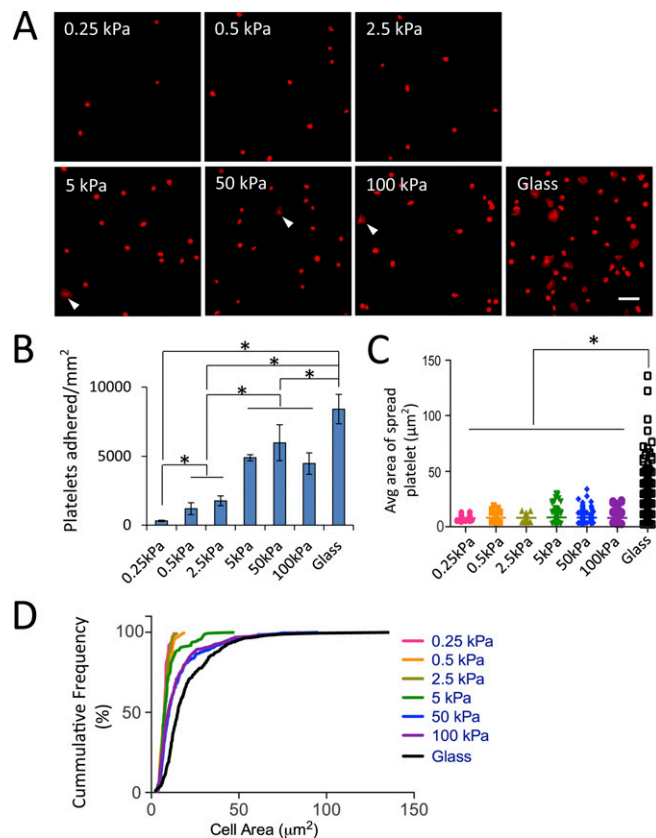 A
0.25 kPa
0.5 kPa
2.5 kPa
5 kPa
50 kPa
100 kPa
Glass
B
Platelets adhered/mm²
10000
5000
0
*
*
*
*
*
0.25kPa
0.5kPa
2.5kPa
5kPa
50kPa
100kPa
Glass
C
Avg area of spread
platelet (µm²)
150
100
50
0
*
0.25kPa
0.5kPa
2.5kPa
5kPa
50kPa
100kPa
Glass
D
Cummulative Frequency
(%)
100
50
0
0
50
100
150
Cell Area (µm²)
0.25 kPa
0.5 kPa
2.5 kPa
5 kPa
50 kPa
100 kPa
Glass